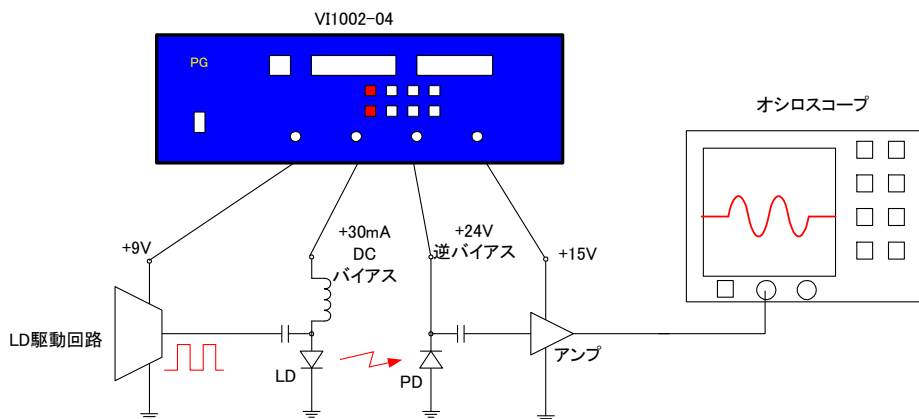 VI1002-04
PG
オシロスコープ
+9V
+30mA
DC
バイアス
+24V
逆バイアス
+15V
LD駆動回路
LD
PD
アンプ